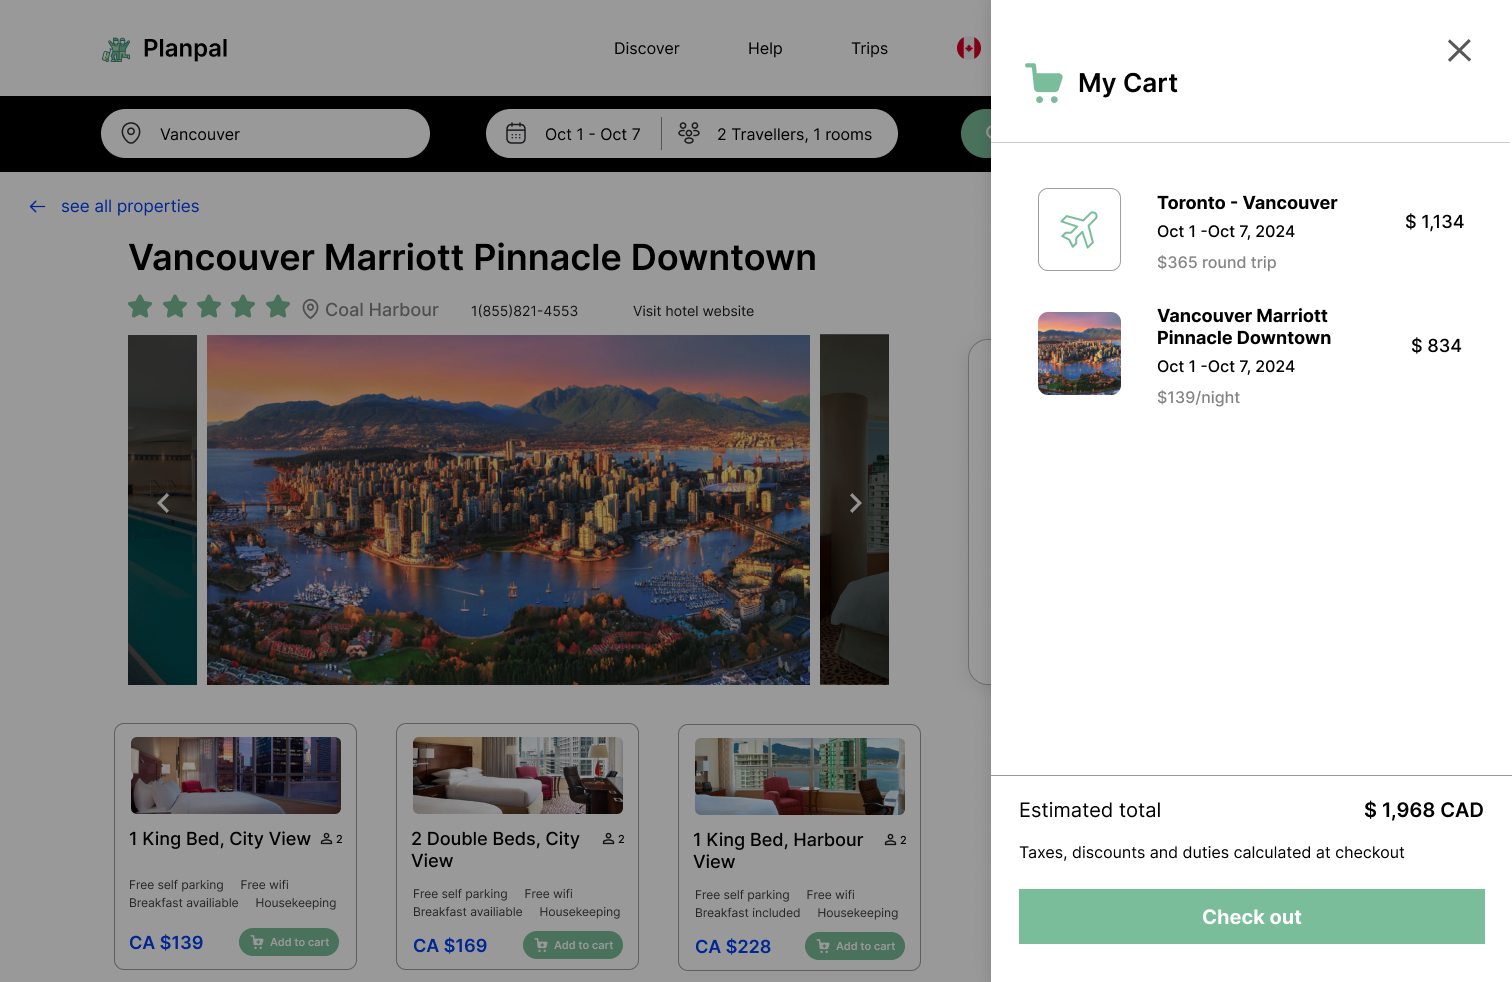 Planpal
Discover
Help
Trips
Vancouver
Oct 1 - Oct 7
2 Travellers, 1 rooms
see all properties
Vancouver Marriott Pinnacle Downtown
Coal Harbour
1(855)821-4553
Visit hotel website
1 King Bed, City View
2
Free self parking
Free wifi
Breakfast availiable
Housekeeping
CA $139
Add to cart
2 Double Beds, City
View
2
Free self parking
Free wifi
Breakfast availiable
Housekeeping
CA $169
Add to cart
1 King Bed, Harbour
View
2
Free self parking
Free wifi
Breakfast included
Housekeeping
CA $228
Add to cart
My Cart
Toronto - Vancouver
Oct 1 -Oct 7, 2024
$365 round trip
$ 1,134
Vancouver Marriott
Pinnacle Downtown
Oct 1 -Oct 7, 2024
$139/night
$ 834
Estimated total
$ 1,968 CAD
Taxes, discounts and duties calculated at checkout
Check out